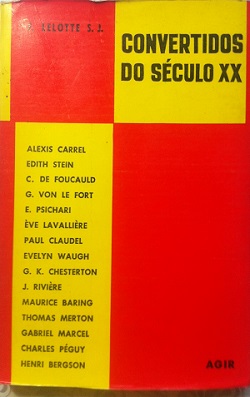 LELOTTE S. J.
CONVERTIDOS
DO SÉCULO XX
ALEXIS CARREL
EDITH STEIN
C. DE FOUCAULD
G. VON LE FORT
E. PSICHARI
ÈVE LAVALLIÈRE
PAUL CLAUDEL
EVELYN WAUGH
G. K. CHESTERTON
J. RIVIÈRE
MAURICE BARING
THOMAS MERTON
GABRIEL MARCEL
CHARLES PÉGUY
HENRI BERGSON
AGIR